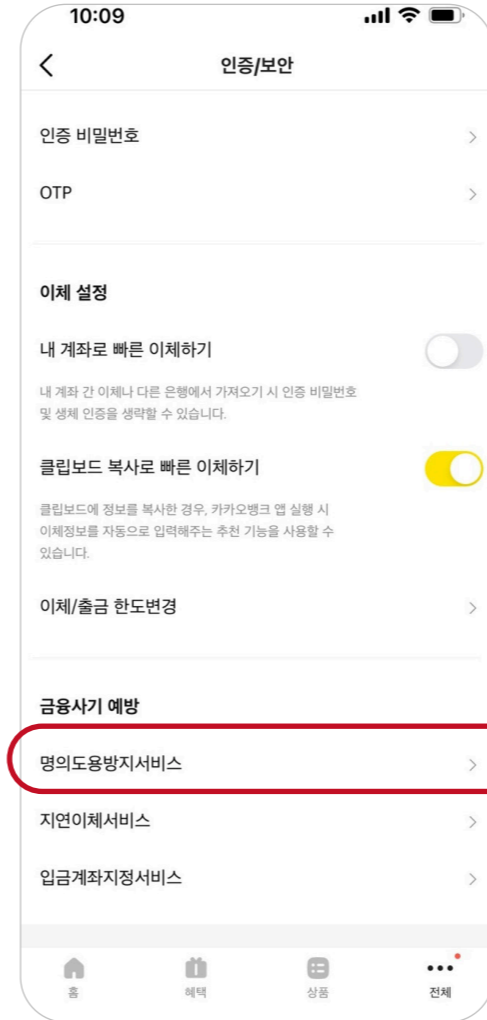 10:09
인증/보안
인증 비밀번호
OTP
이체 설정
내 계좌로 빠른 이체하기
내 계좌 간 이체나 다른 은행에서 가져오기 시 인증 비밀번호
및 생체 인증을 생략할 수 있습니다.
클립보드 복사로 빠른 이체하기
클립보드에 정보를 복사한 경우, 카카오뱅크 앱 실행 시
이체정보를 자동으로 입력해주는 추천 기능을 사용할 수
있습니다.
이체/출금 한도변경
금융사기 예방
명의도용방지서비스
지연이체서비스
입금계좌지정서비스
홈
혜택
상품
전체